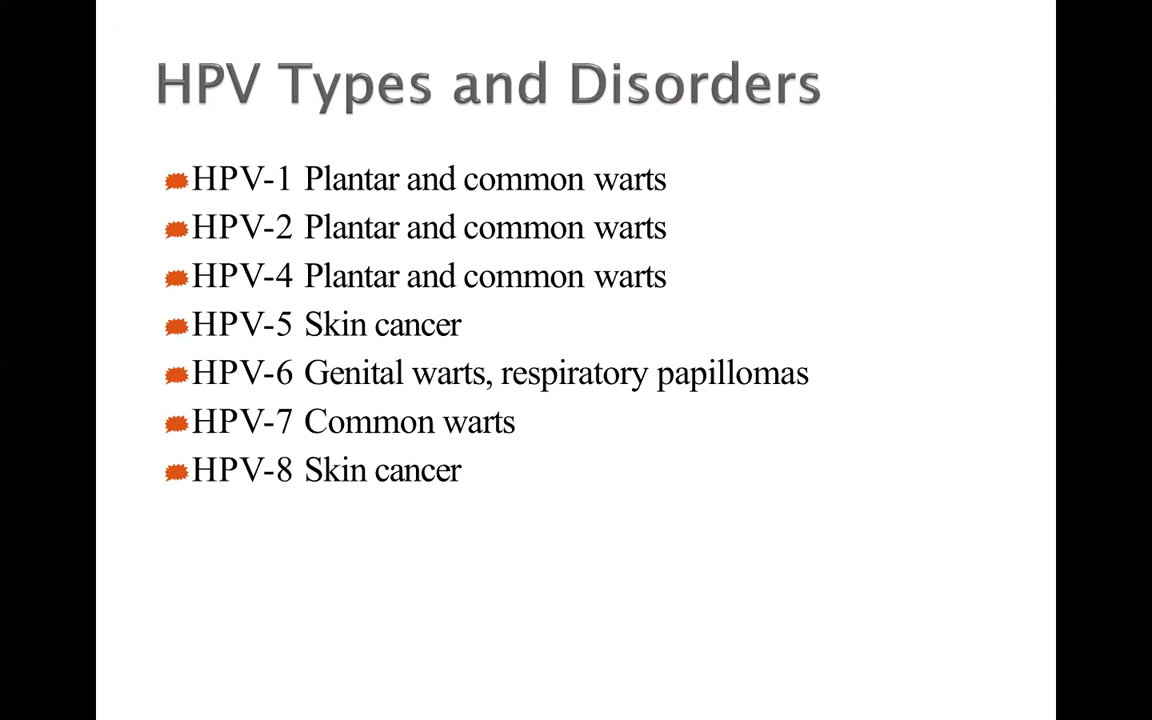 HPV Types and Disorders
HPV-1 Plantar and common warts
HPV-2 Plantar and common warts
HPV-4 Plantar and common warts
HPV-5 Skin cancer
HPV-6 Genital warts, respiratory papillomas
HPV-7 Common warts
HPV-8 Skin cancer